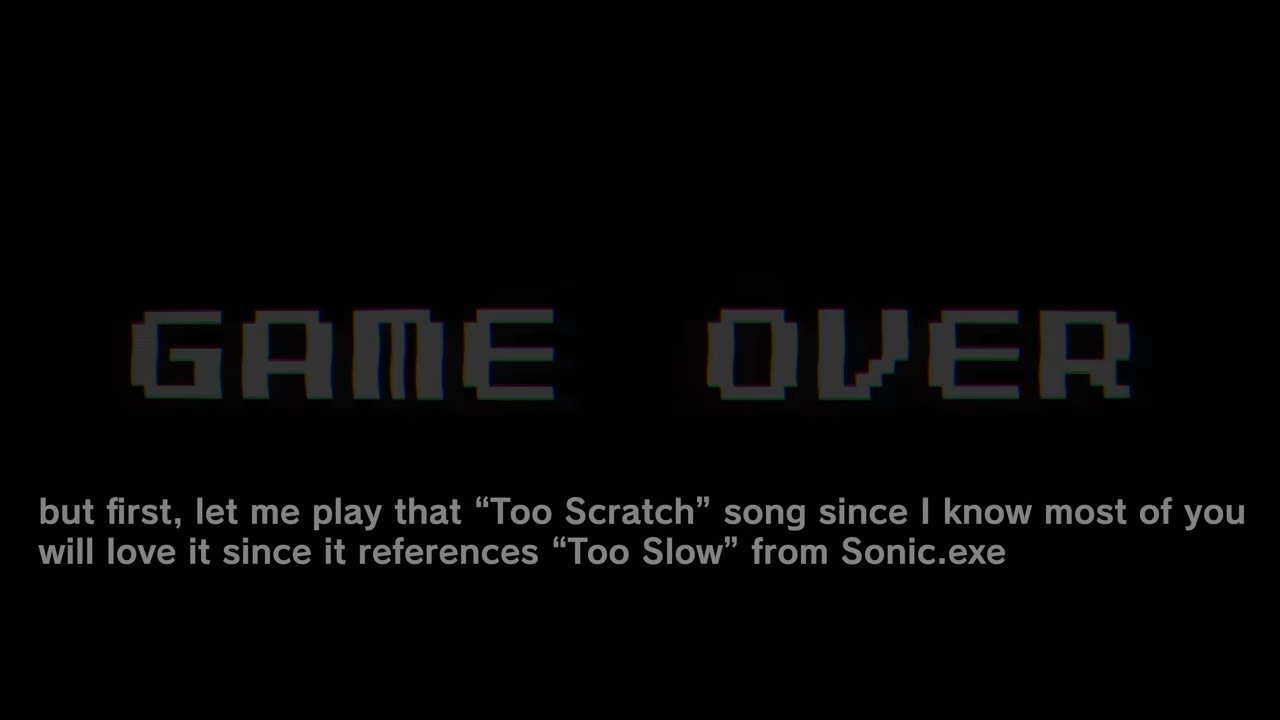 GAME OVER
but first, let me play that “Too Scratch” song since I know most of you
will love it since it references “Too Slow” from Sonic.exe